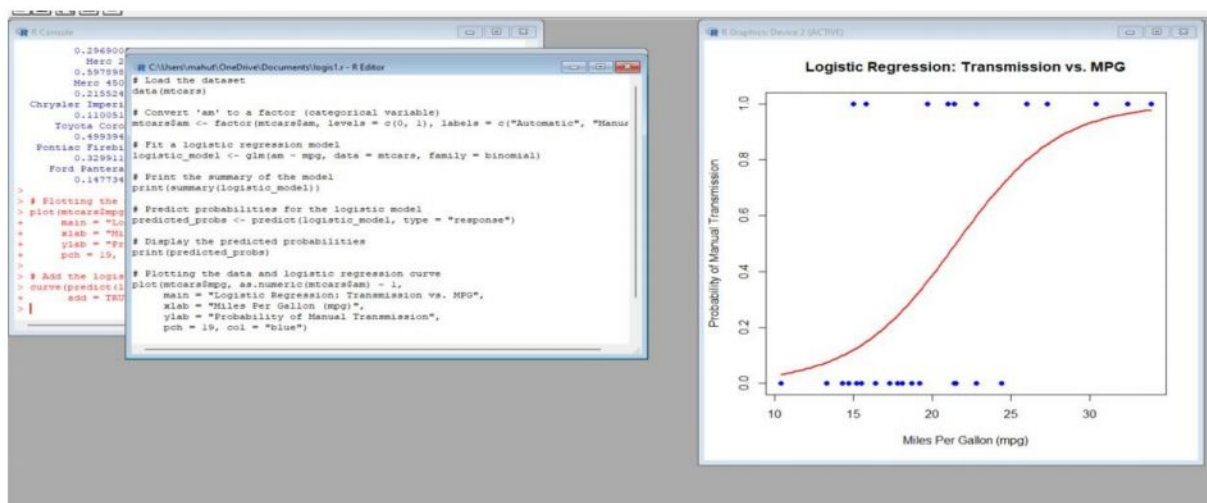 R Console
0.296900
Merc 2
0.597898
Merc 450
0.215524
Chrysler Imperi
0.110051
Toyota Coro
0.499394
Pontiac Firebi
0.329911
Ford Pantera
0.147734
>
> # Plotting the
> plot(mtcars$mpg
+ main = "Lo
+ xlab = "Mi
+ ylab = "Pr
+ pch = 19,
>
> # Add the logis
> curve(predict(l
+ add = TRU
>
C:\Users\mahut\OneDrive\Documents\logis1.r - R Editor
# Load the dataset
data(mtcars)
# Convert 'am' to a factor (categorical variable)
mtcars$am <- factor(mtcars$am, levels = c(0, 1), labels = c("Automatic", "Manu
# Fit a logistic regression model
logistic_model <- glm(am ~ mpg, data = mtcars, family = binomial)
# Print the summary of the model
print(summary(logistic_model))
# Predict probabilities for the logistic model
predicted_probs <- predict(logistic_model, type = "response")
# Display the predicted probabilities
print(predicted_probs)
# Plotting the data and logistic regression curve
plot(mtcars$mpg, as.numeric(mtcars$am) - 1,
main = "Logistic Regression: Transmission vs. MPG",
xlab = "Miles Per Gallon (mpg)",
ylab = "Probability of Manual Transmission",
pch = 19, col = "blue")
R Graphics: Device 2 (ACTIVE)
Logistic Regression: Transmission vs. MPG
Probability of Manual Transmission
1.0
0.8
0.6
0.4
0.2
0.0
10 15 20 25 30
Miles Per Gallon (mpg)